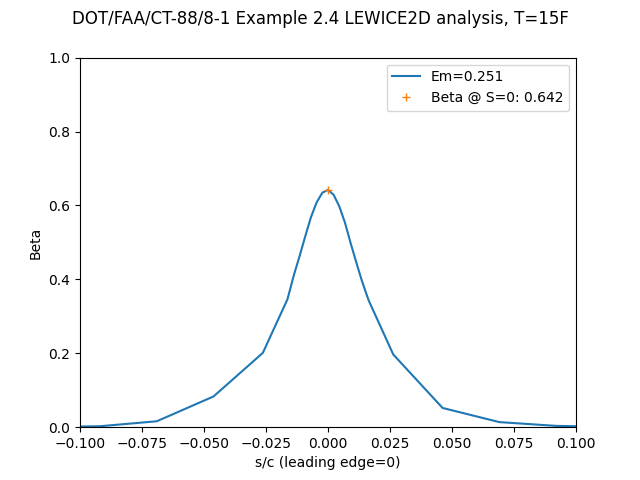 DOT/FAA/CT-88/8-1 Example 2.4 LEWICE2D analysis, T=15F
Em=0.251
Beta @ S=0: 0.642
1.0
0.8
0.6
0.4
0.2
0.0
Beta
−0.100 −0.075 −0.050 −0.025 0.000 0.025 0.050 0.075 0.100
s/c (leading edge=0)